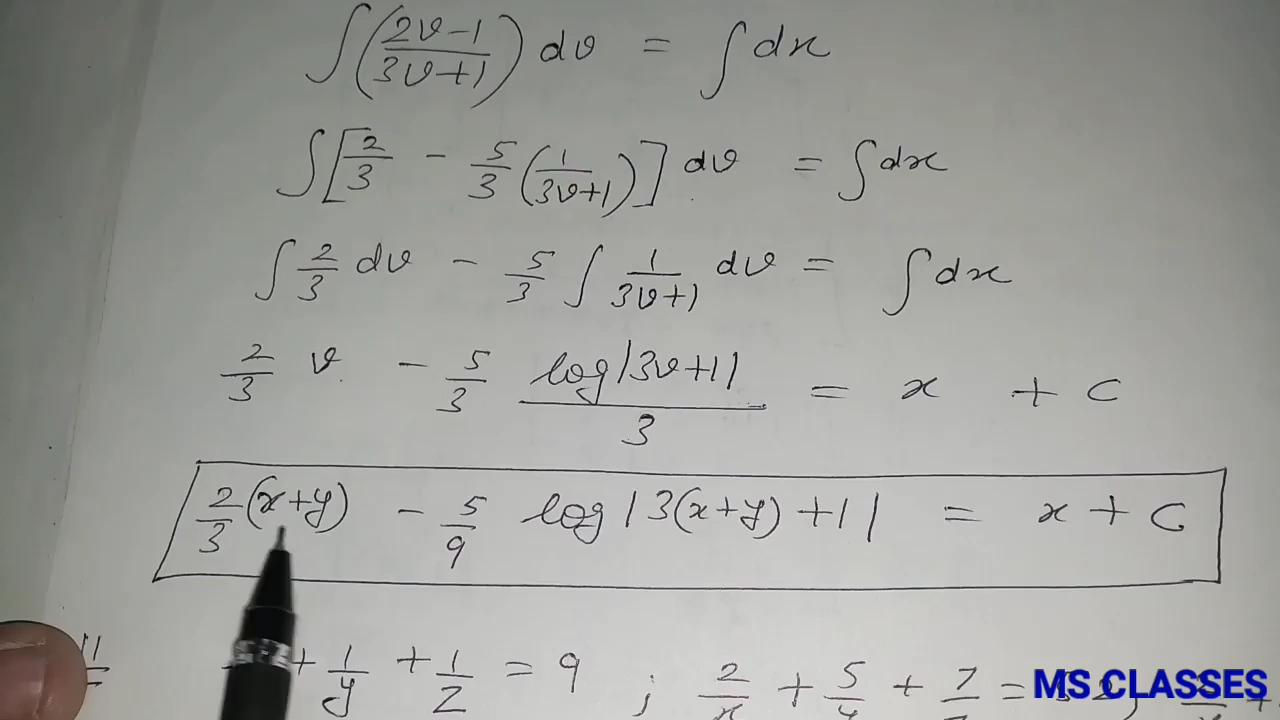 ∫(2v-1/3v+1) dv = ∫dx
∫[2/3 - 5/3 (1/3v+1)] dv = ∫dx
∫ 2/3 dv - 5/3 ∫ 1/3v+1 dv = ∫dx
2/3 v - 5/3 log|3v+1|/3 = x + C
2/3 (x+y) - 5/9 log|3(x+y)+1| = x + C
+ 1/y + 1/z = 9 ; 2/x + 5/y + 7/ =
MS CLASSES